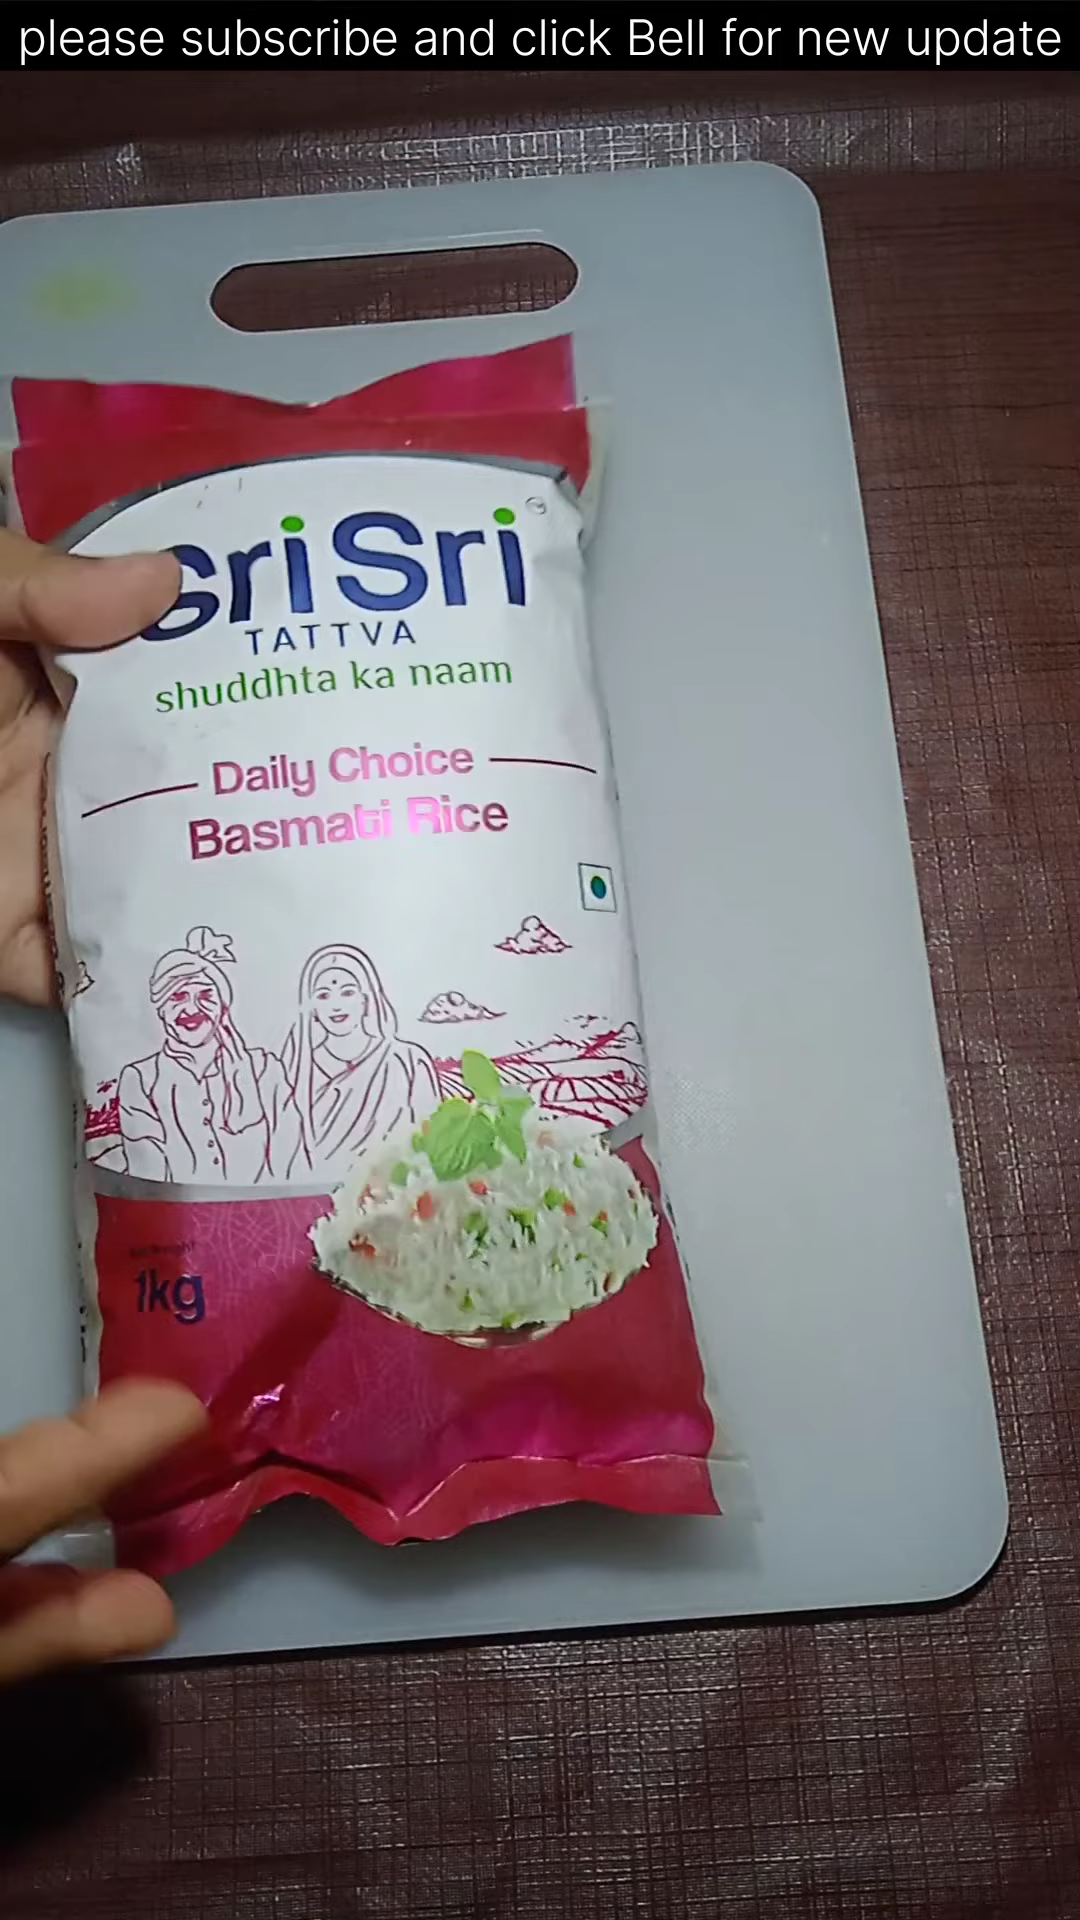 please subscribe and click Bell for new update
Sri Sri
TATTVA
shuddhta ka naam
Daily Choice
Basmati Rice
1kg